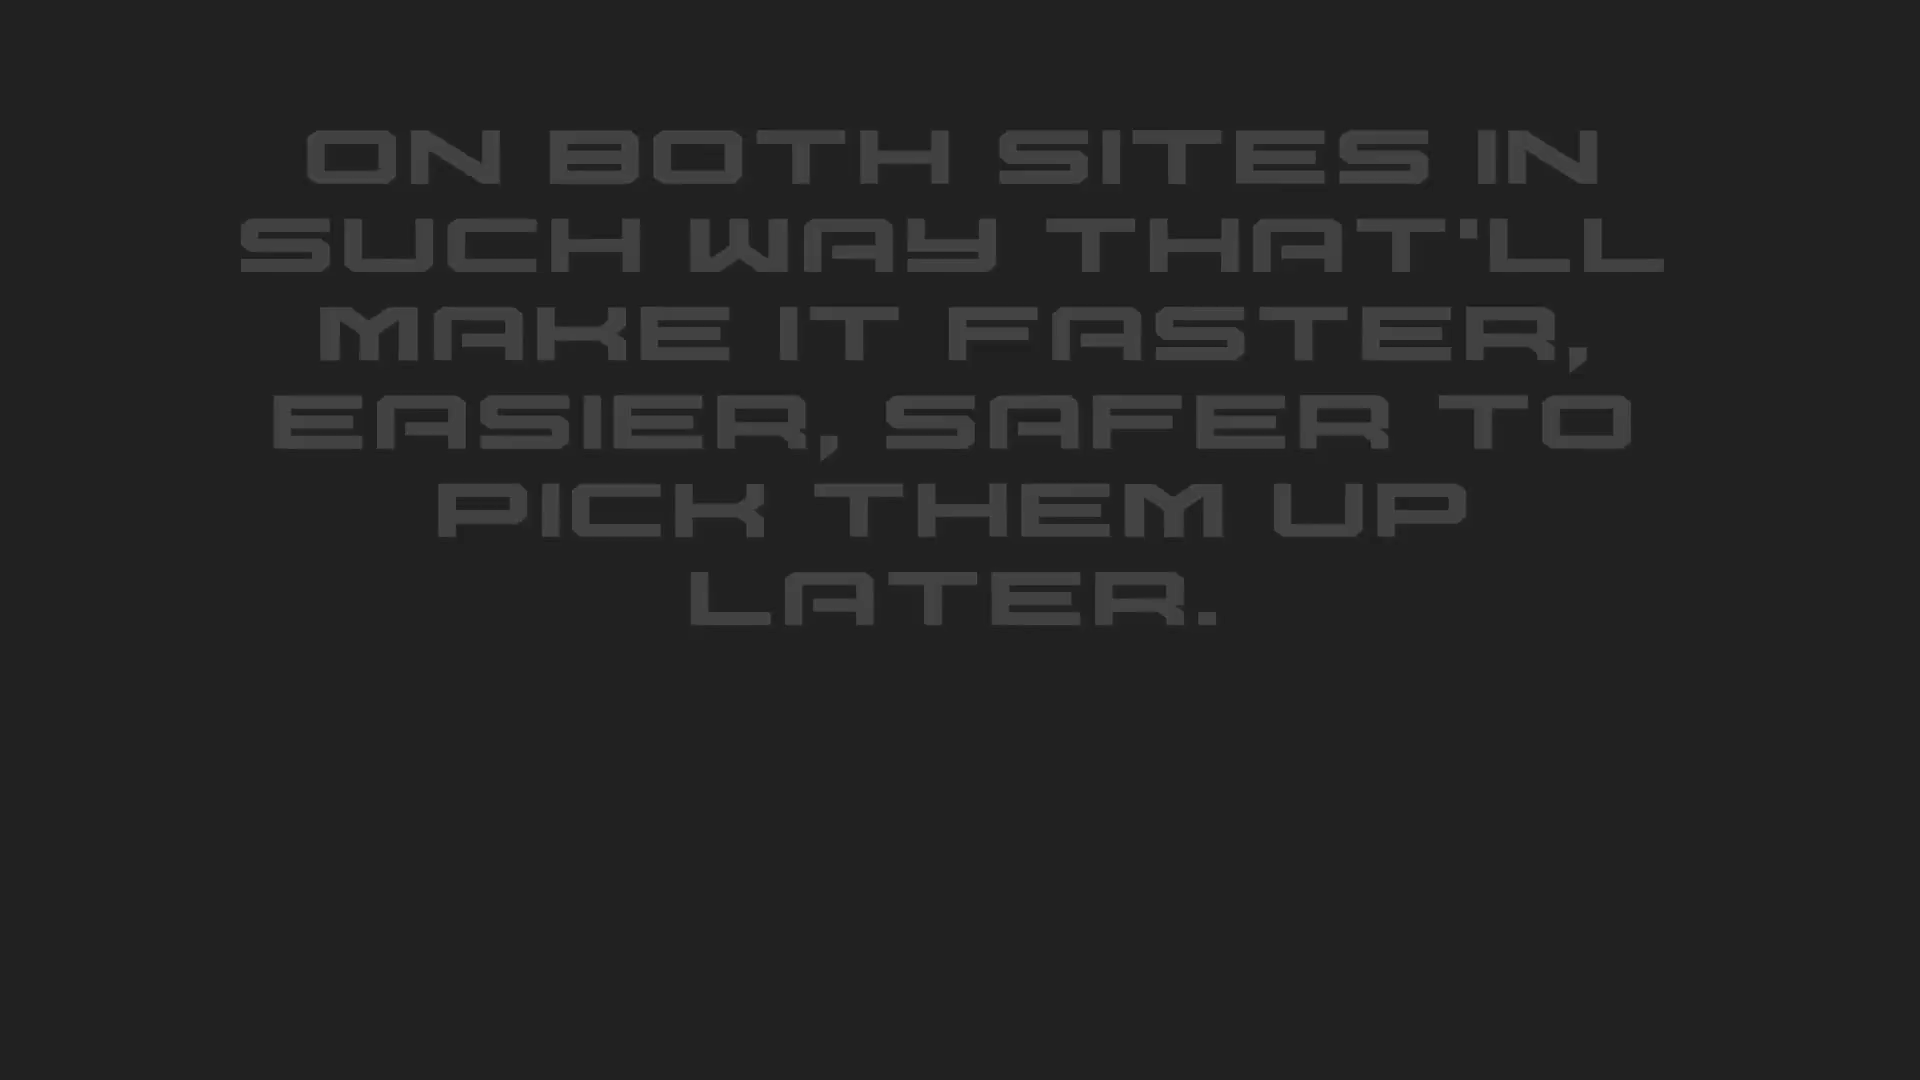 ON BOTH SITES IN
SUCH WAY THAT'LL
MAKE IT FASTER,
EASIER, SAFER TO
PICK THEM UP
LATER.